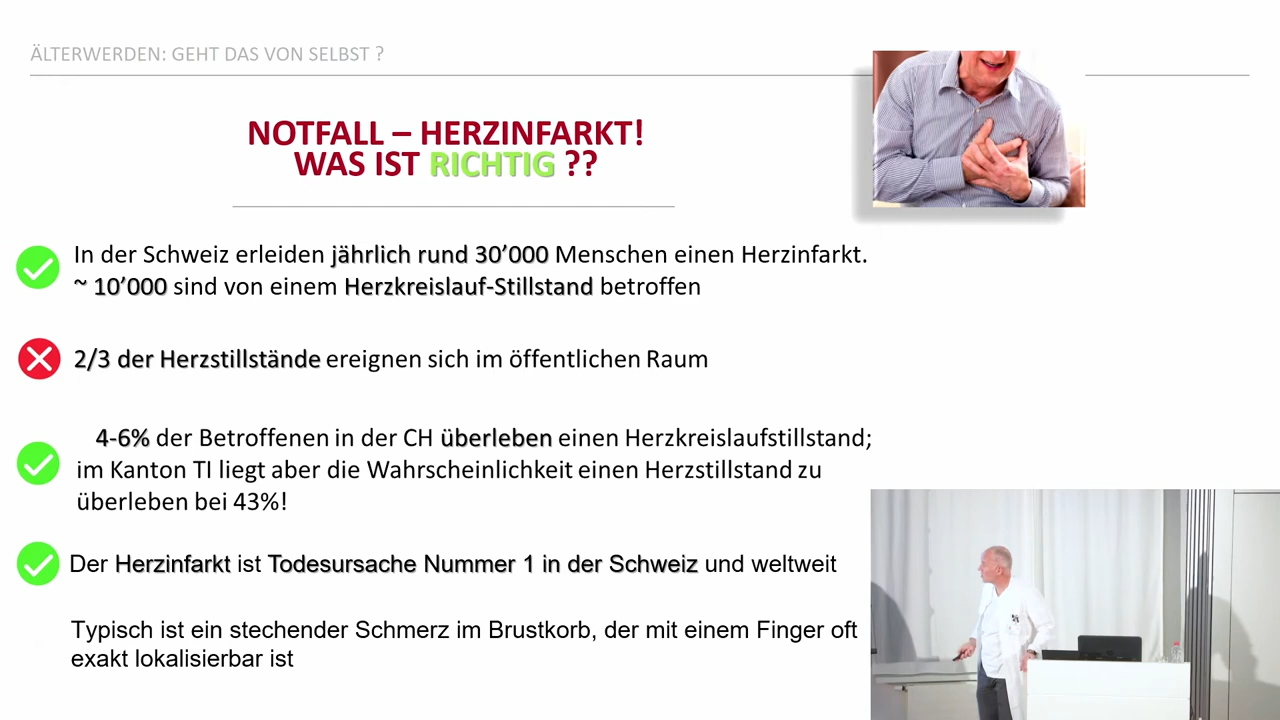 ÄLTERWERDEN: GEHT DAS VON SELBST ?
NOTFALL – HERZINFARKT!
WAS IST RICHTIG ??
In der Schweiz erleiden jährlich rund 30’000 Menschen einen Herzinfarkt.
~ 10’000 sind von einem Herzkreislauf-Stillstand betroffen
2/3 der Herzstillstände ereignen sich im öffentlichen Raum
4-6% der Betroffenen in der CH überleben einen Herzkreislaufstillstand;
im Kanton TI liegt aber die Wahrscheinlichkeit einen Herzstillstand zu
überleben bei 43%!
Der Herzinfarkt ist Todesursache Nummer 1 in der Schweiz und weltweit
Typisch ist ein stechender Schmerz im Brustkorb, der mit einem Finger oft
exakt lokalisierbar ist